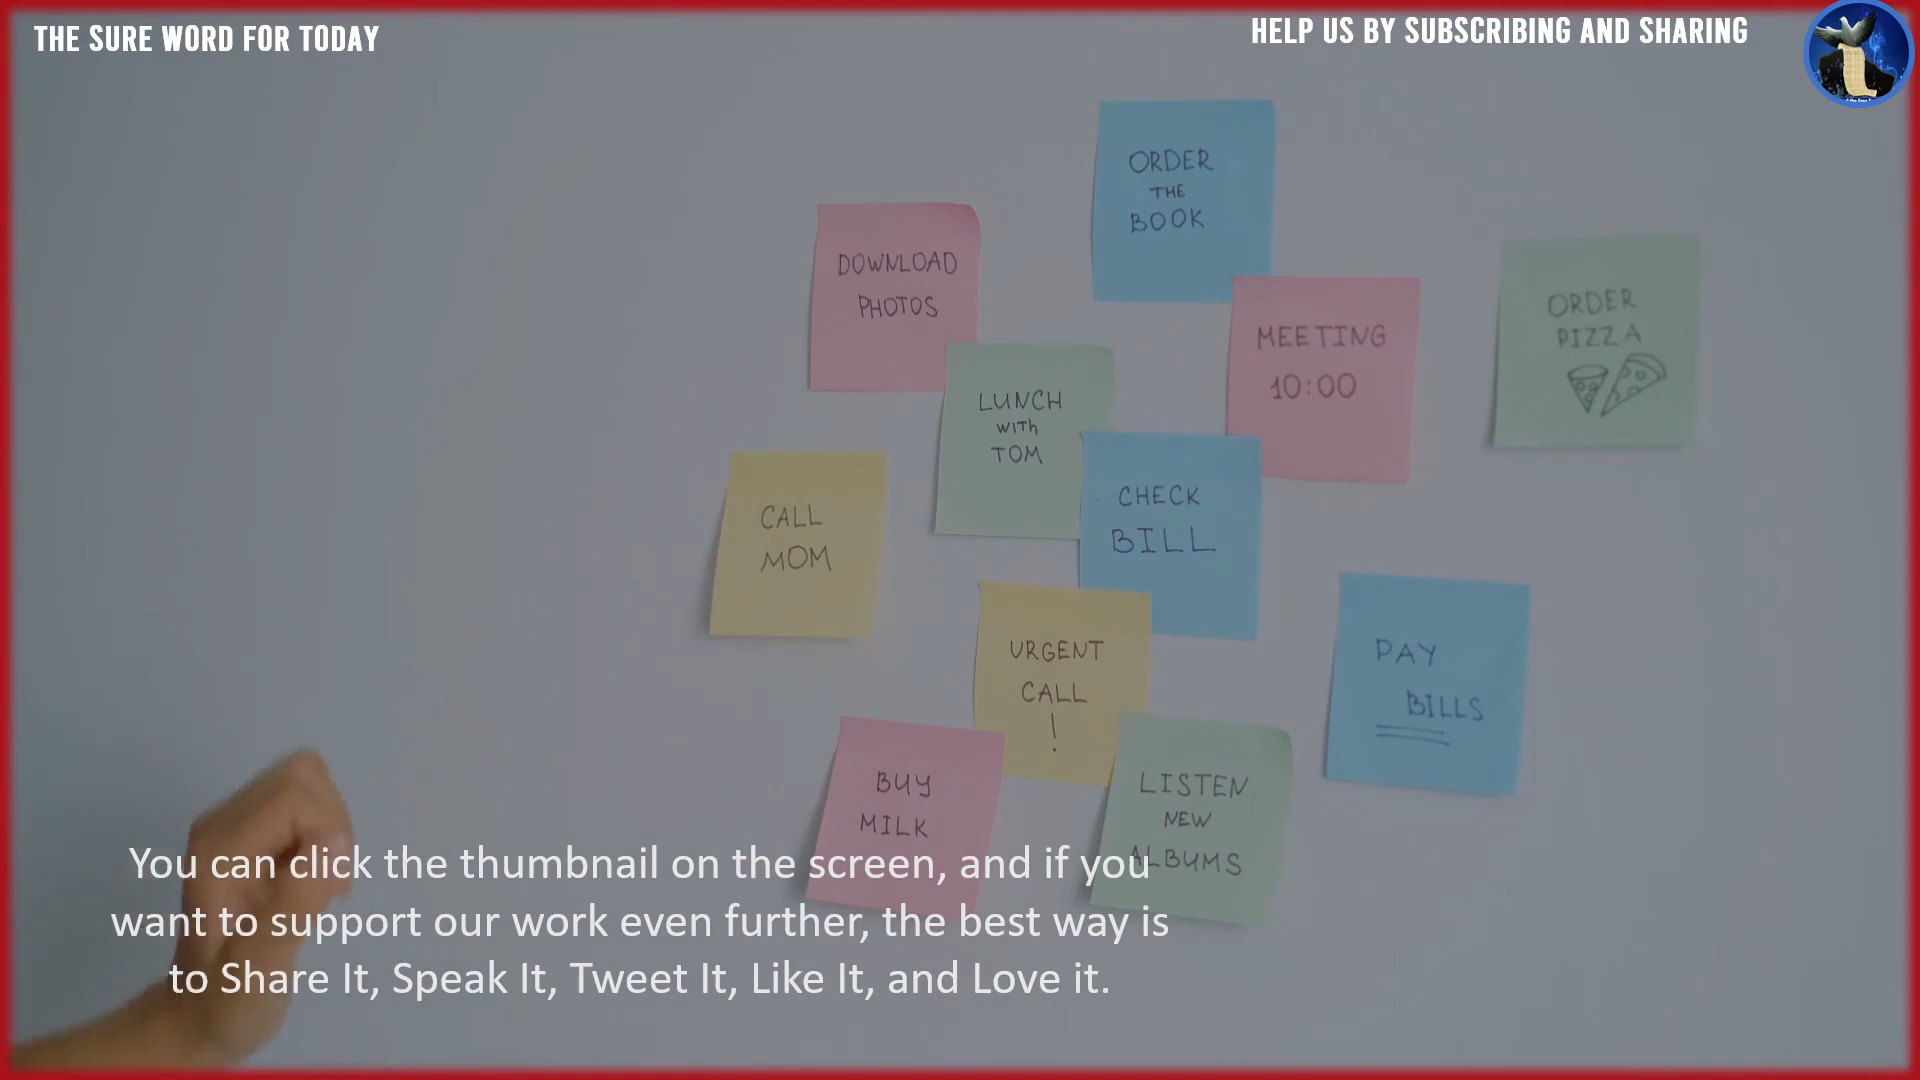 THE SURE WORD FOR TODAY
HELP US BY SUBSCRIBING AND SHARING
ORDER
THE
BOOK
DOWNLOAD
PHOTOS
MEETING
10:00
ORDER
PIZZA
LUNCH
WITh
TOM
CHECK
BILL
CALL
MOM
URGENT
CALL
!
PAY
BILLS
BUY
MILK
LISTEN
NEW
ALBUMS
You can click the thumbnail on the screen, and if you
want to support our work even further, the best way is
to Share It, Speak It, Tweet It, Like It, and Love it.